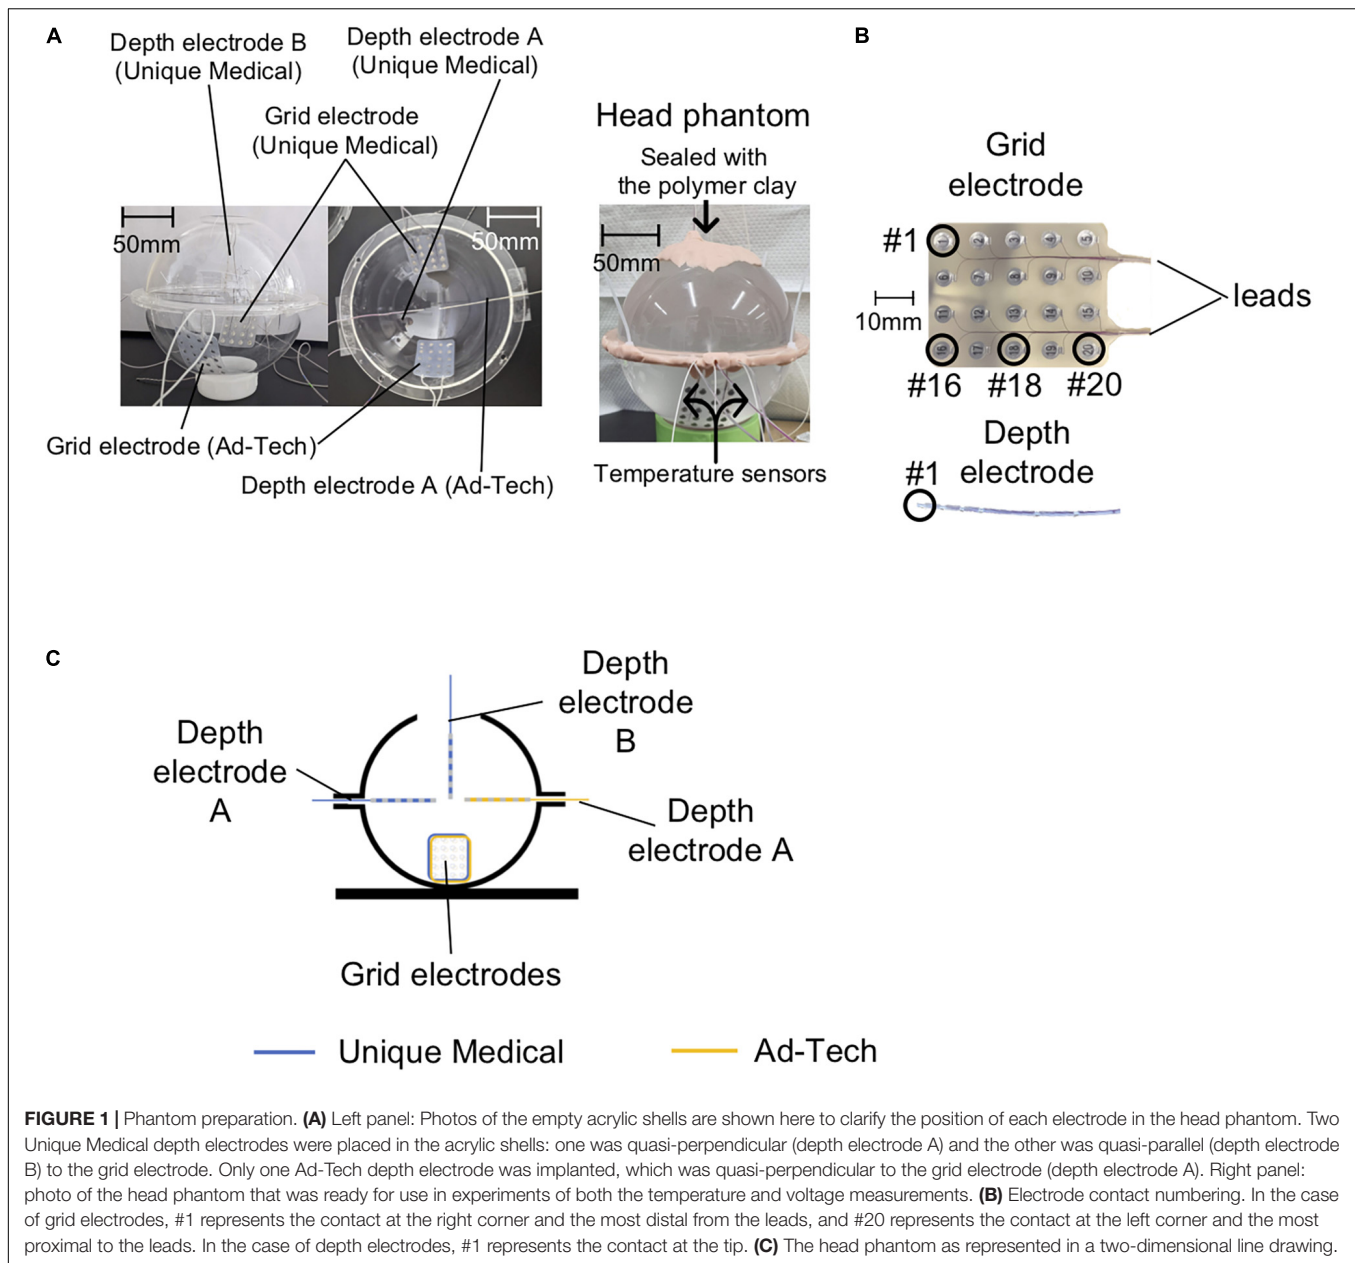 A
Depth electrode B
(Unique Medical)
Depth electrode A
(Unique Medical)
Grid electrode
(Unique Medical)
50mm
50mm
Grid electrode (Ad-Tech)
Depth electrode A (Ad-Tech)
Head phantom
Sealed with
the polymer clay
50mm
Temperature sensors
B
Grid
electrode
#1
10mm
leads
#16 #18 #20
Depth
electrode
#1
C
Depth
electrode
B
Depth
electrode
A
Depth
electrode A
Grid electrodes
Unique Medical
Ad-Tech
FIGURE 1 | Phantom preparation. (A) Left panel: Photos of the empty acrylic shells are shown here to clarify the position of each electrode in the head phantom. Two
Unique Medical depth electrodes were placed in the acrylic shells: one was quasi-perpendicular (depth electrode A) and the other was quasi-parallel (depth electrode
B) to the grid electrode. Only one Ad-Tech depth electrode was implanted, which was quasi-perpendicular to the grid electrode (depth electrode A). Right panel:
photo of the head phantom that was ready for use in experiments of both the temperature and voltage measurements. (B) Electrode contact numbering. In the case
of grid electrodes, #1 represents the contact at the right corner and the most distal from the leads, and #20 represents the contact at the left corner and the most
proximal to the leads. In the case of depth electrodes, #1 represents the contact at the tip. (C) The head phantom as represented in a two-dimensional line drawing.